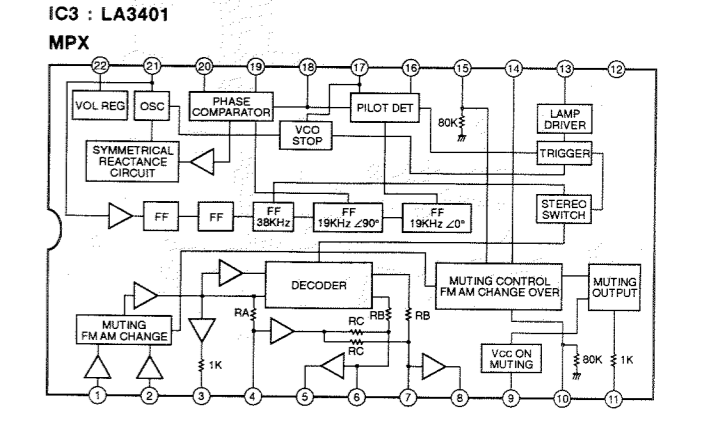 IC3 : LA3401
MPX
22 21 20 19 18 17 16 15 14 13 12
VOL REG
OSC
PHASE
COMPARATOR
PILOT DET
80K
LAMP
DRIVER
VCO
STOP
SYMMETRICAL
REACTANCE
CIRCUIT
TRIGGER
STEREO
SWITCH
FF
FF
FF
38KHz
FF
19KHz ∠90°
FF
19KHz ∠0°
DECODER
MUTING CONTROL
FM AM CHANGE OVER
MUTING
OUTPUT
MUTING
FM AM CHANGE
RA
RB
RB
RC
RC
1K
VCC ON
MUTING
80K
1K
1 2 3 4 5 6 7 8 9 10 11